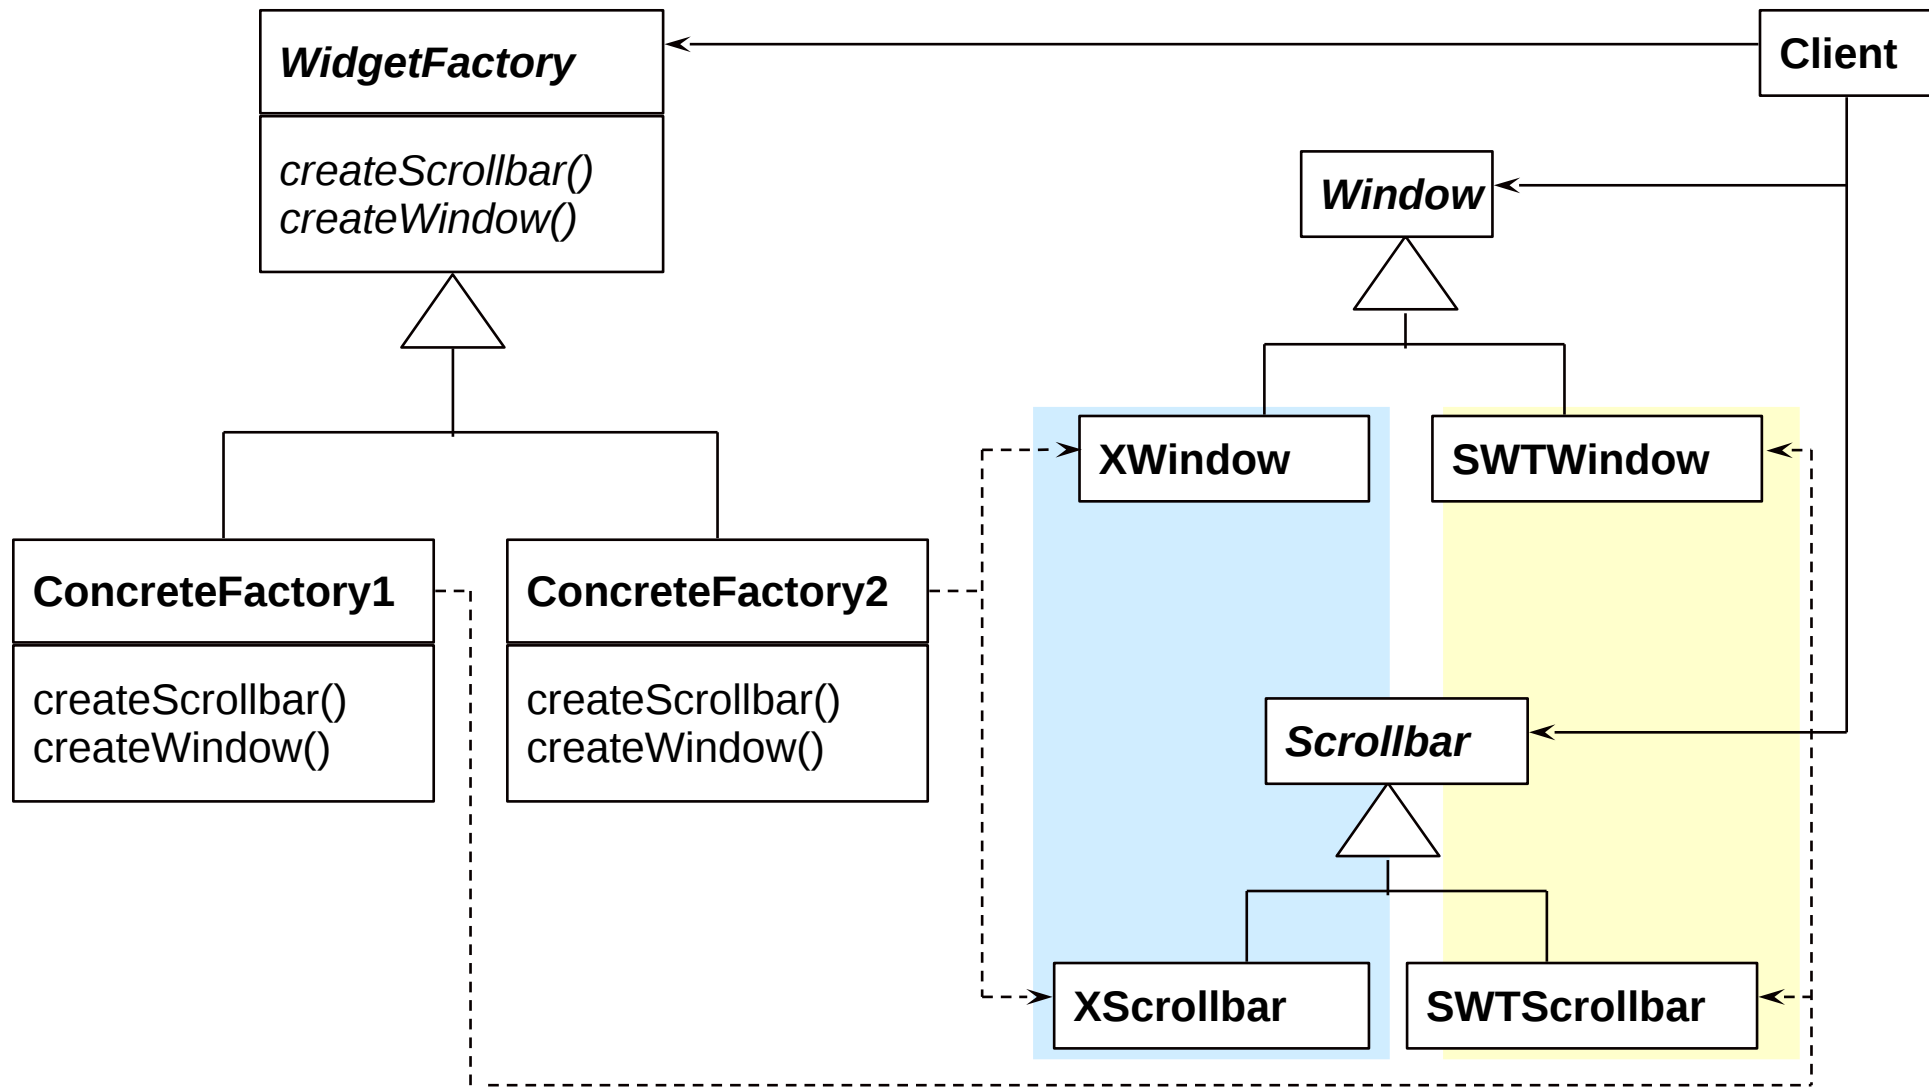 WidgetFactory
createScrollbar()
createWindow()
Client
Window
XWindow
SWTWindow
ConcreteFactory1
createScrollbar()
createWindow()
ConcreteFactory2
createScrollbar()
createWindow()
Scrollbar
XScrollbar
SWTScrollbar